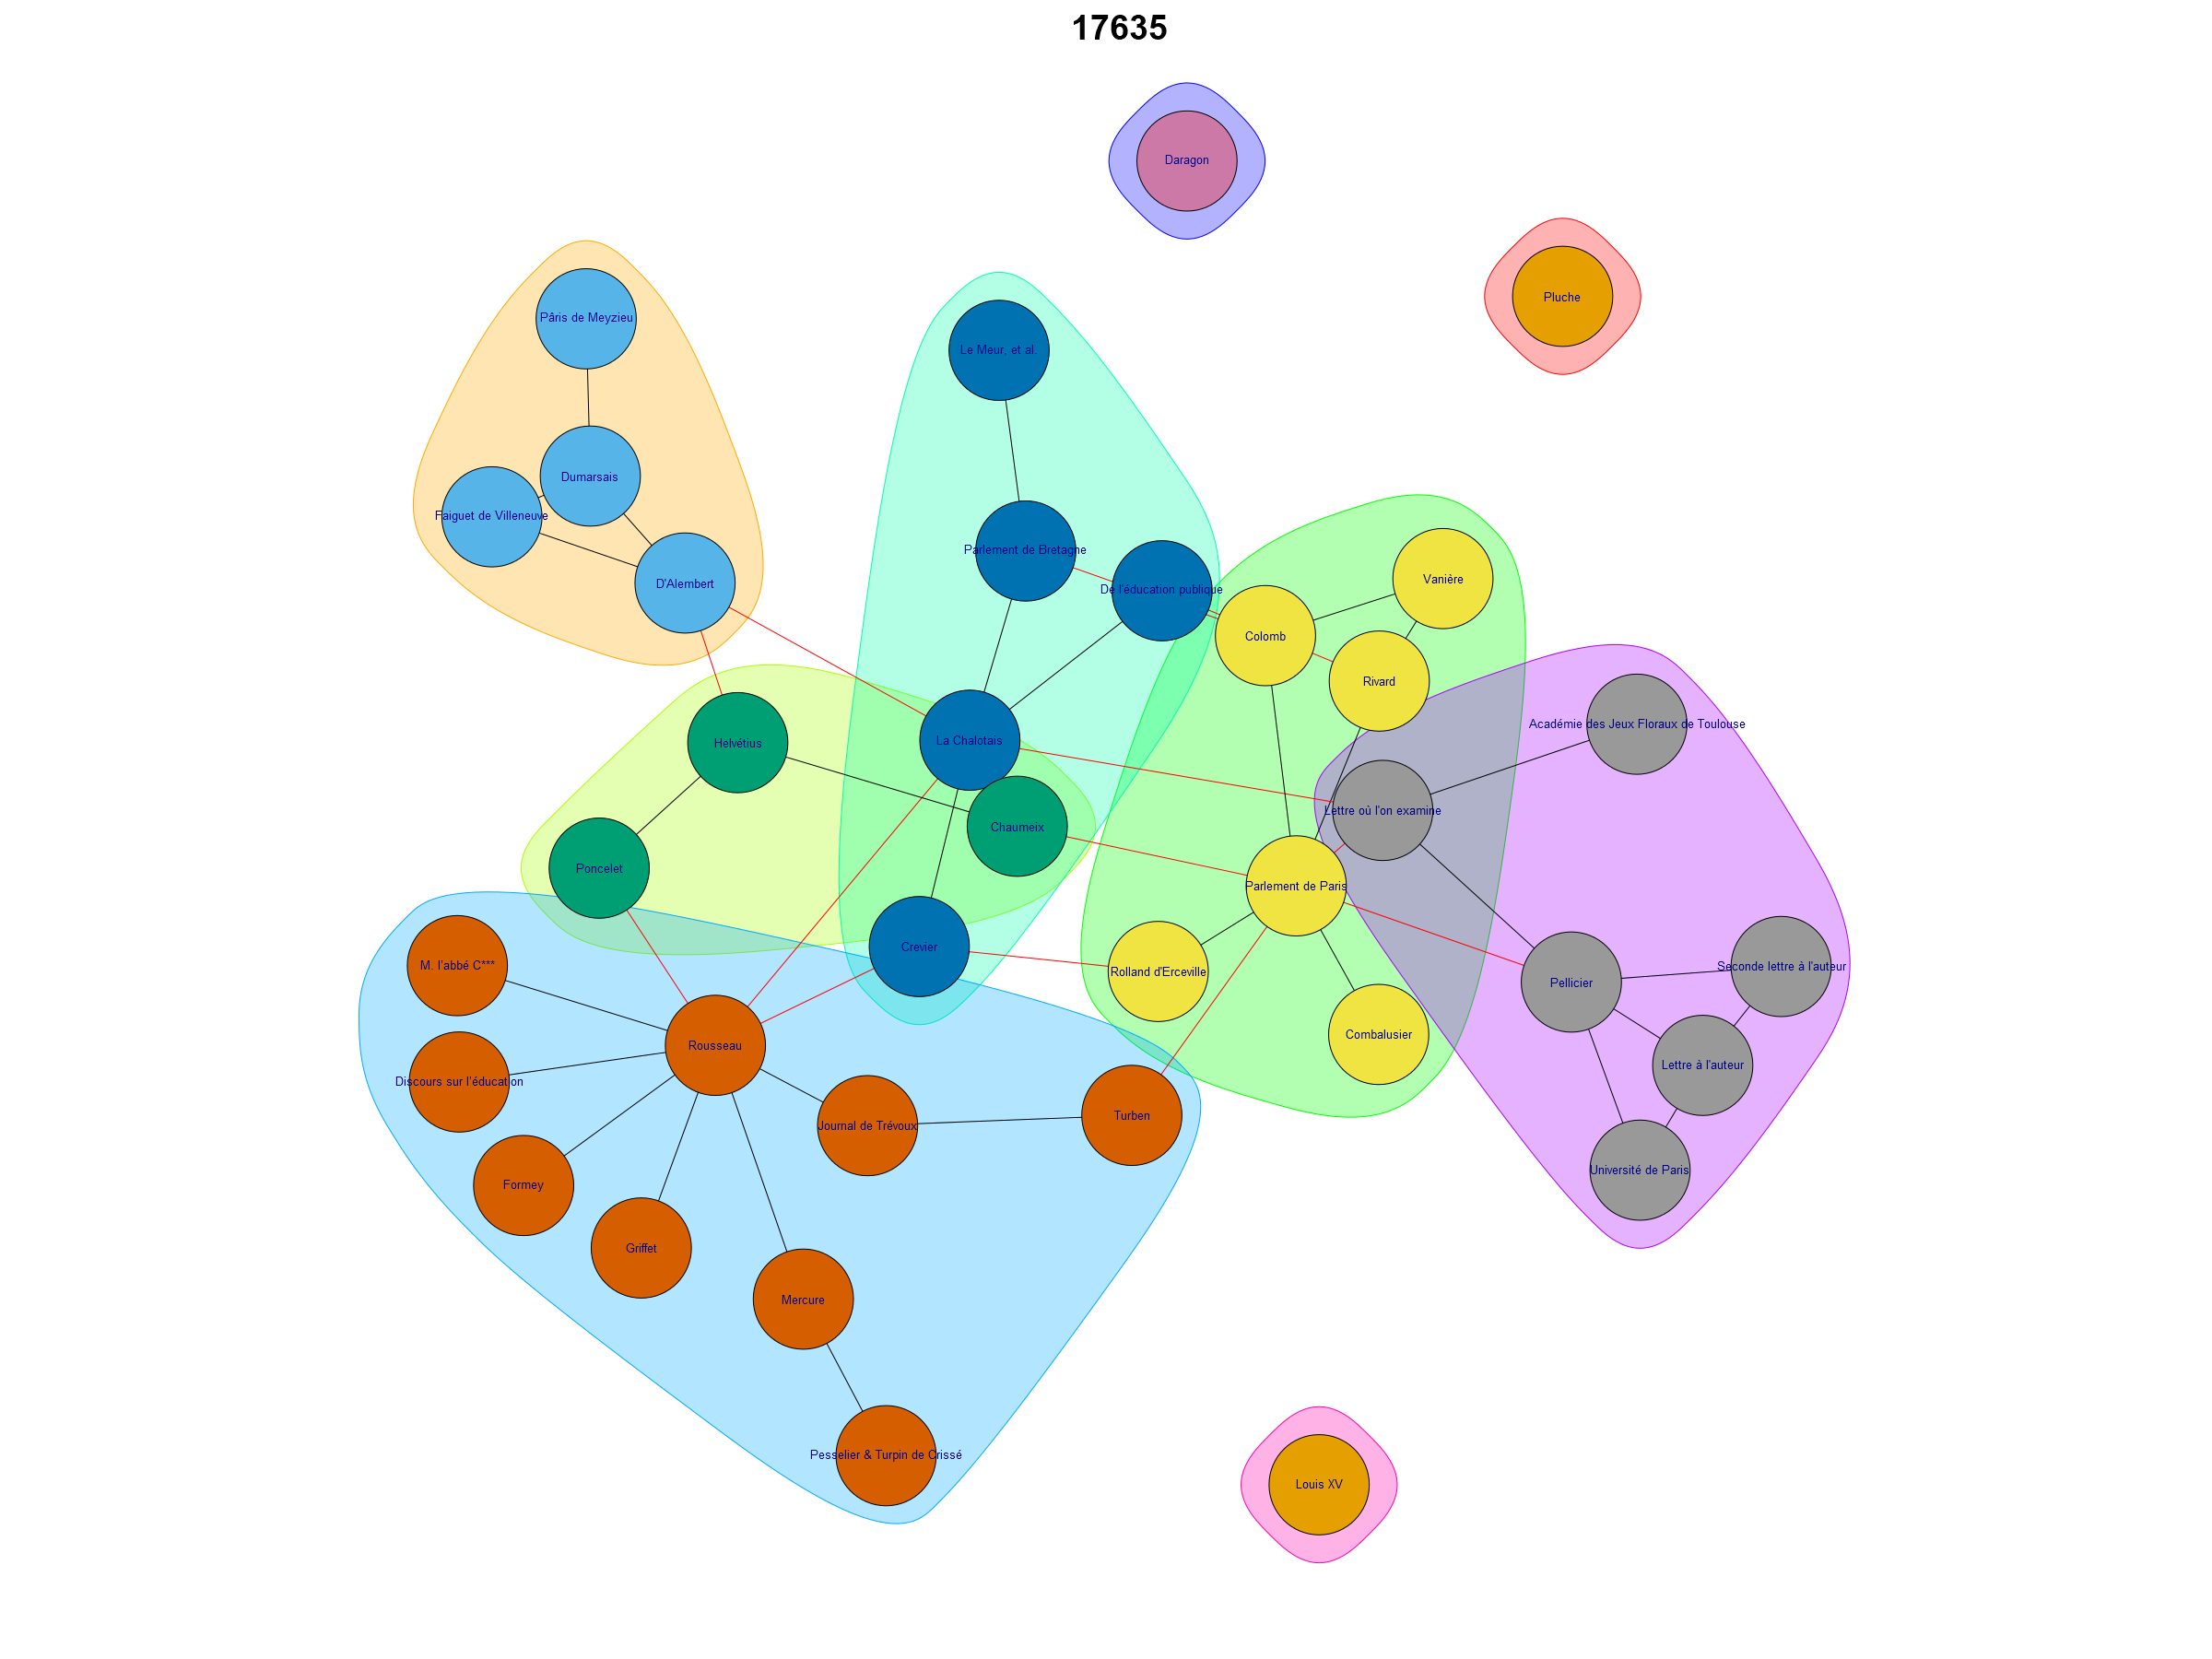 17635
Daragon
Pluche
Pâris de Meyzieu
Le Meur, et al.
Dumarsais
Faiguet de Villeneuve
Parlement de Bretagne
D'Alembert
De l'éducation publique
Vanière
Colomb
Rivard
Académie des Jeux Floraux de Toulouse
La Chalotais
Helvétius
Lettre où l'on examine
Chaumeix
Poncelet
Parlement de Paris
Crevier
M. l'abbé C***
Rolland d'Erceville
Seconde lettre à l'auteur
Pellicier
Combalusier
Rousseau
Lettre à l'auteur
Discours sur l'éducation
Turben
Journal de Trévoux
Université de Paris
Formey
Griffet
Mercure
Pesselier & Turpin de Crissé
Louis XV